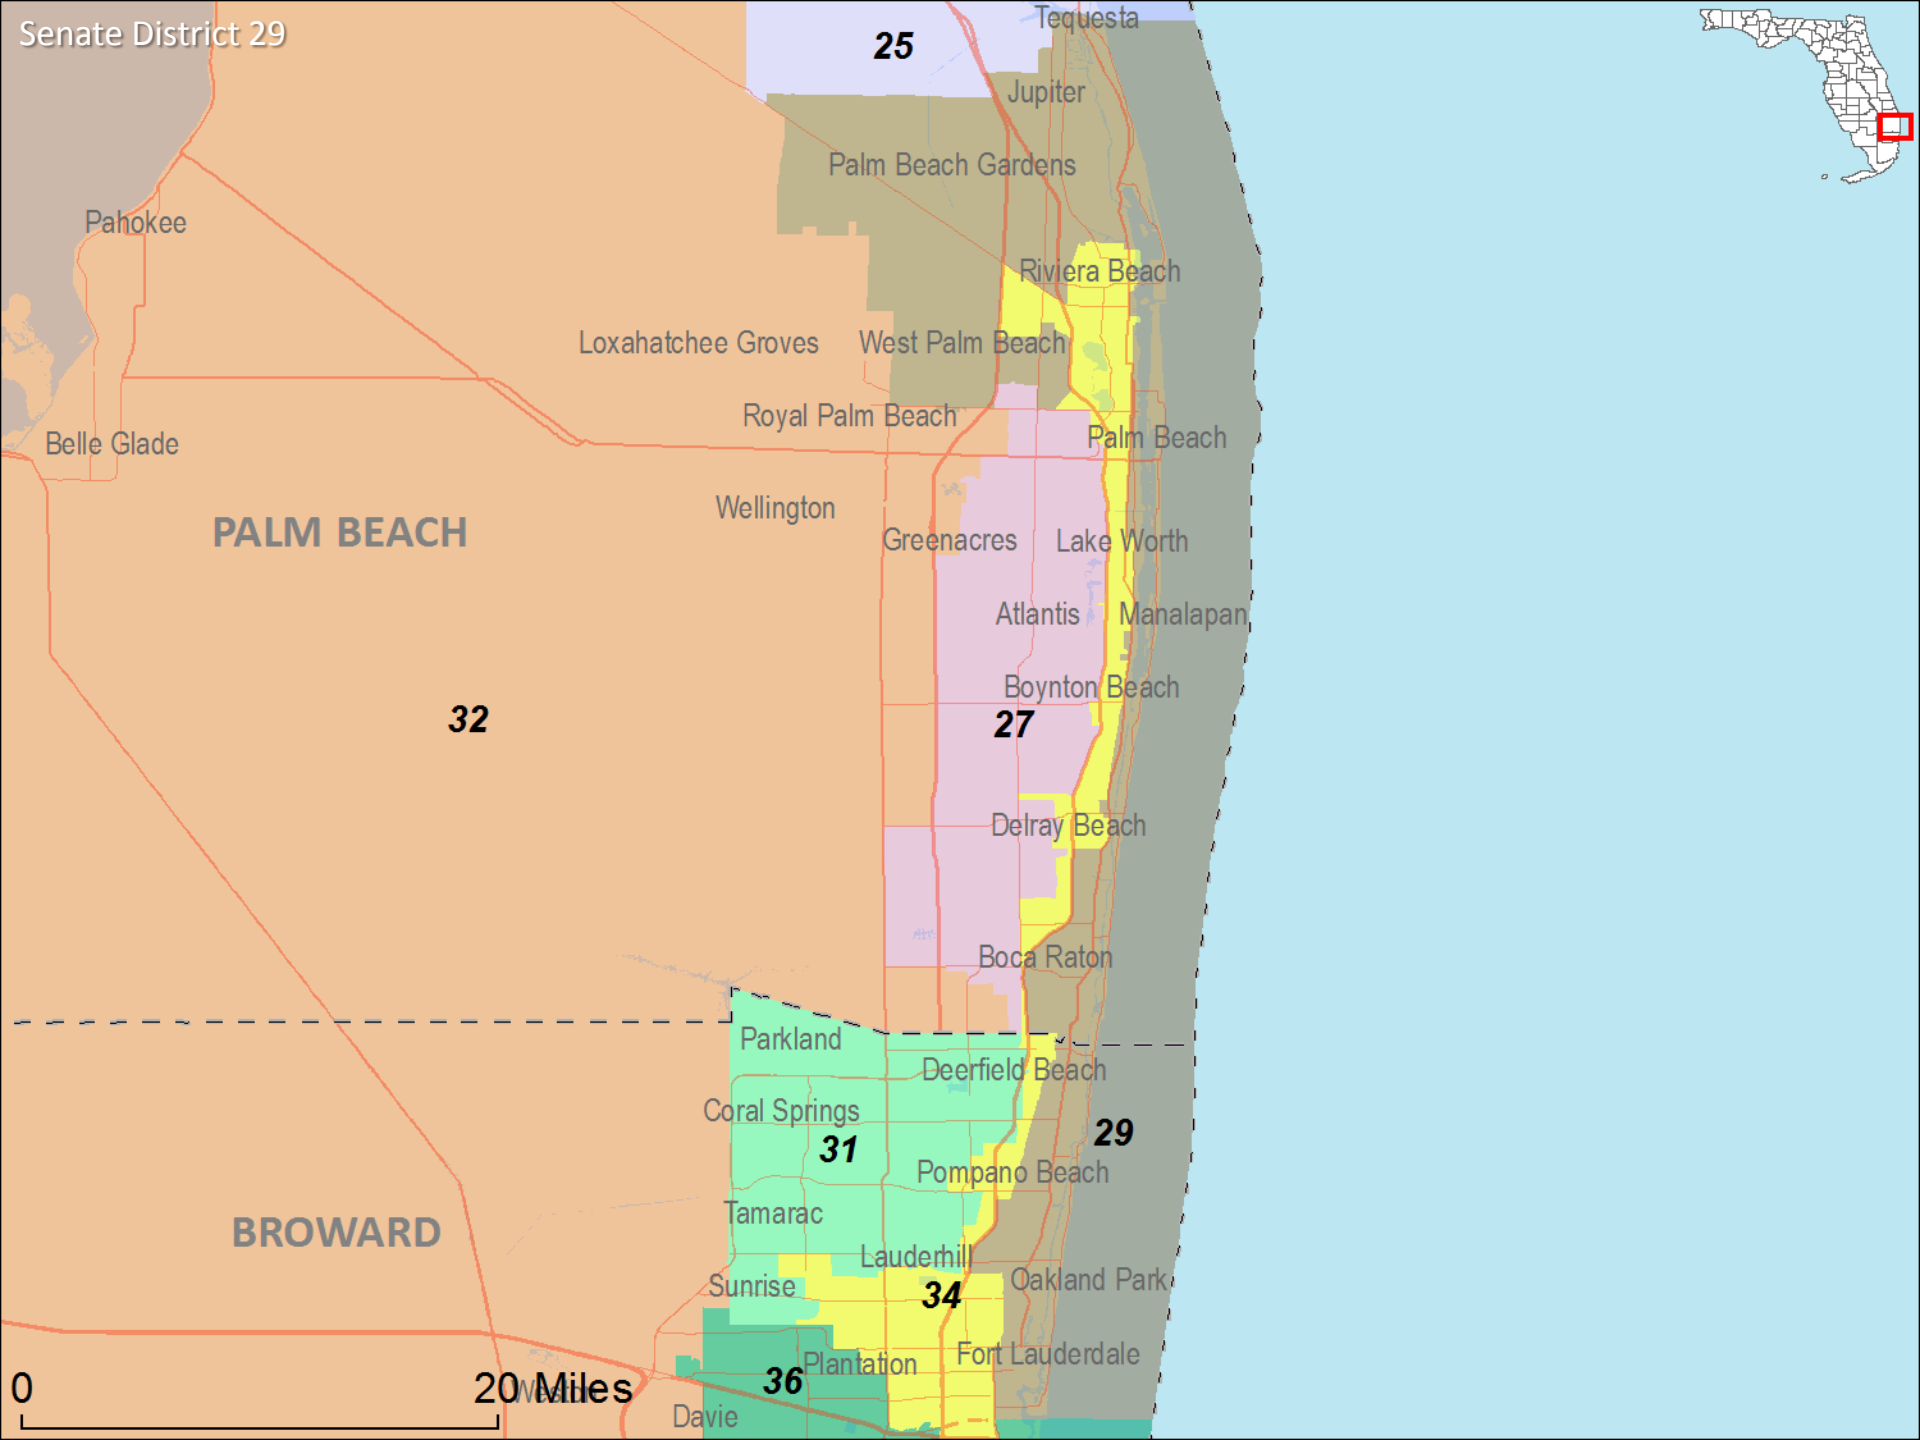 Senate District 29
Tequesta
25
Jupiter
Palm Beach Gardens
Pahokee
Riviera Beach
Loxahatchee Groves
West Palm Beach
Royal Palm Beach
Palm Beach
Belle Glade
Wellington
PALM BEACH
Greenacres
Lake Worth
Atlantis
Manalapan
Boynton Beach
32
27
Delray Beach
Boca Raton
Parkland
Deerfield Beach
Coral Springs
29
31
Pompano Beach
Tamarac
BROWARD
Lauderhill
Oakland Park
Sunrise
34
Fort Lauderdale
Plantation
36
0
20 Miles
Weston
Davie